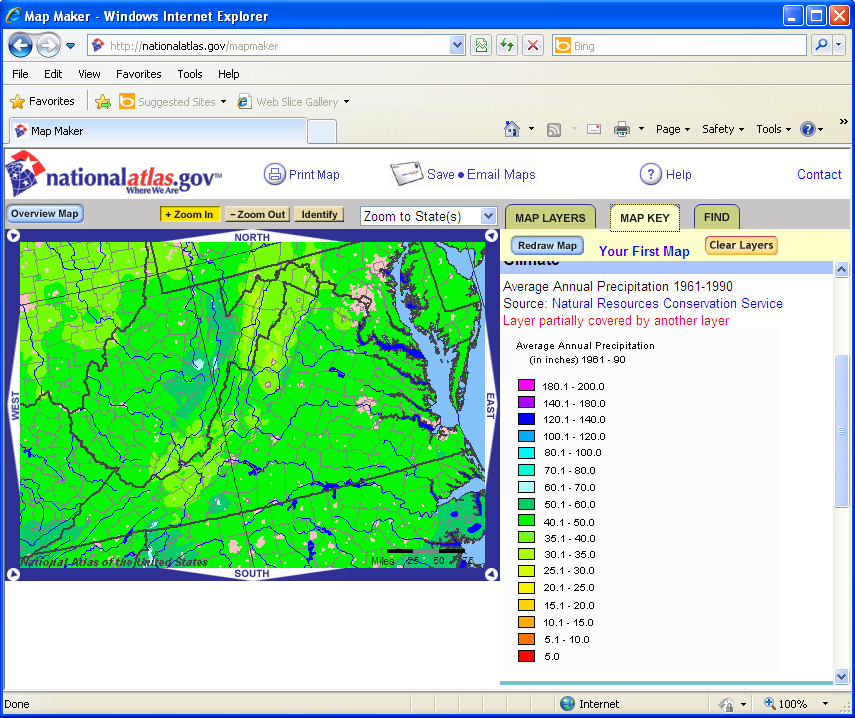 Map Maker - Windows Internet Explorer
http://nationalatlas.gov/mapmaker
Bing
File Edit View Favorites Tools Help
Favorites Suggested Sites Web Slice Gallery
Map Maker Page Safety Tools »
nationalatlas.gov™
Where We Are
Print Map Save ● Email Maps Help Contact
Overview Map + Zoom In - Zoom Out Identify Zoom to State(s) MAP LAYERS MAP KEY FIND
Redraw Map Your First Map Clear Layers
NORTH
WEST
EAST
SOUTH
National Atlas of the United States
Miles 25 50 75
Climate
Average Annual Precipitation 1961-1990
Source: Natural Resources Conservation Service
Layer partially covered by another layer
Average Annual Precipitation
(in inches) 1961 - 90
180.1 - 200.0
140.1 - 180.0
120.1 - 140.0
100.1 - 120.0
80.1 - 100.0
70.1 - 80.0
60.1 - 70.0
50.1 - 60.0
40.1 - 50.0
35.1 - 40.0
30.1 - 35.0
25.1 - 30.0
20.1 - 25.0
15.1 - 20.0
10.1 - 15.0
5.1 - 10.0
5.0
Done Internet 100%